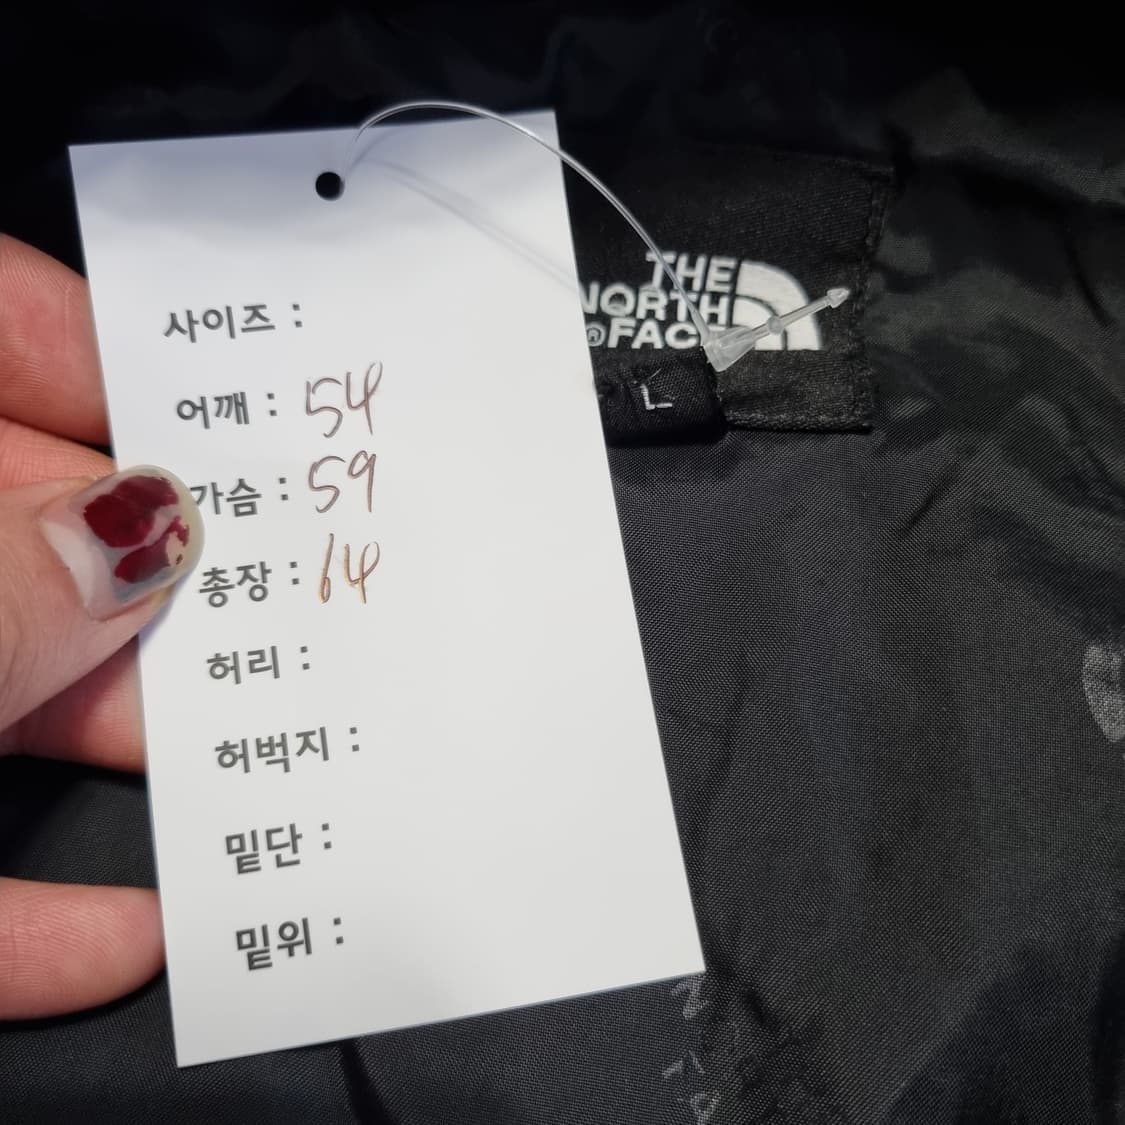 사이즈 :
어깨 : 54
가슴 : 59
총장 : 64
허리 :
허벅지 :
밑단 :
밑위 :
THE
NORTH
®FACE
L